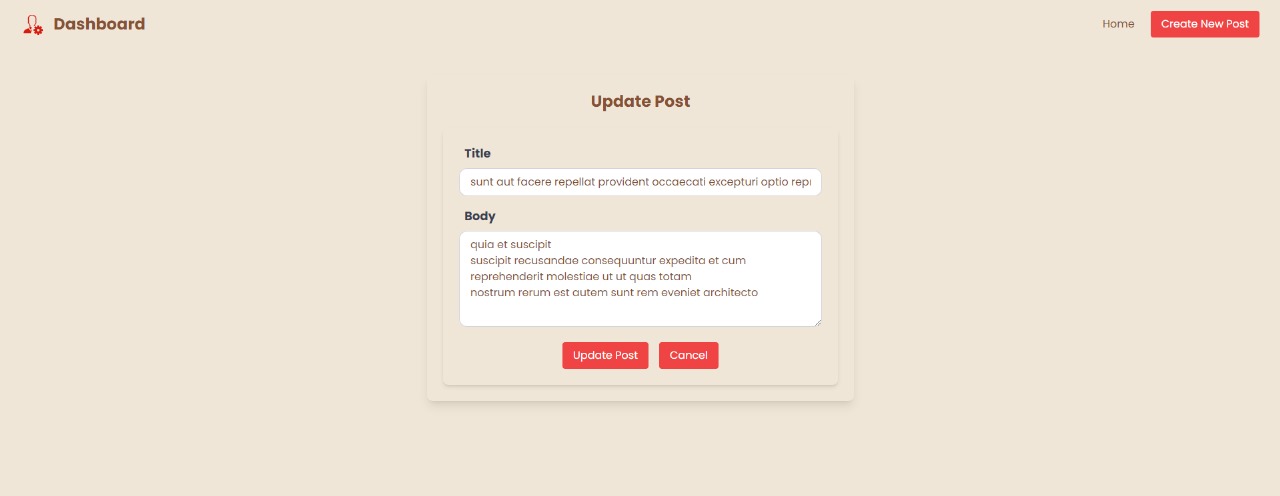 Dashboard
Home
Create New Post
Update Post
Title
sunt aut facere repellat provident occaecati excepturi optio
Body
quia et suscipit
suscipit recusandae consequuntur expedita et cum
reprehenderit molestiae ut ut quas totam
nostrum rerum est autem sunt rem eveniet architecto
Update Post
Cancel